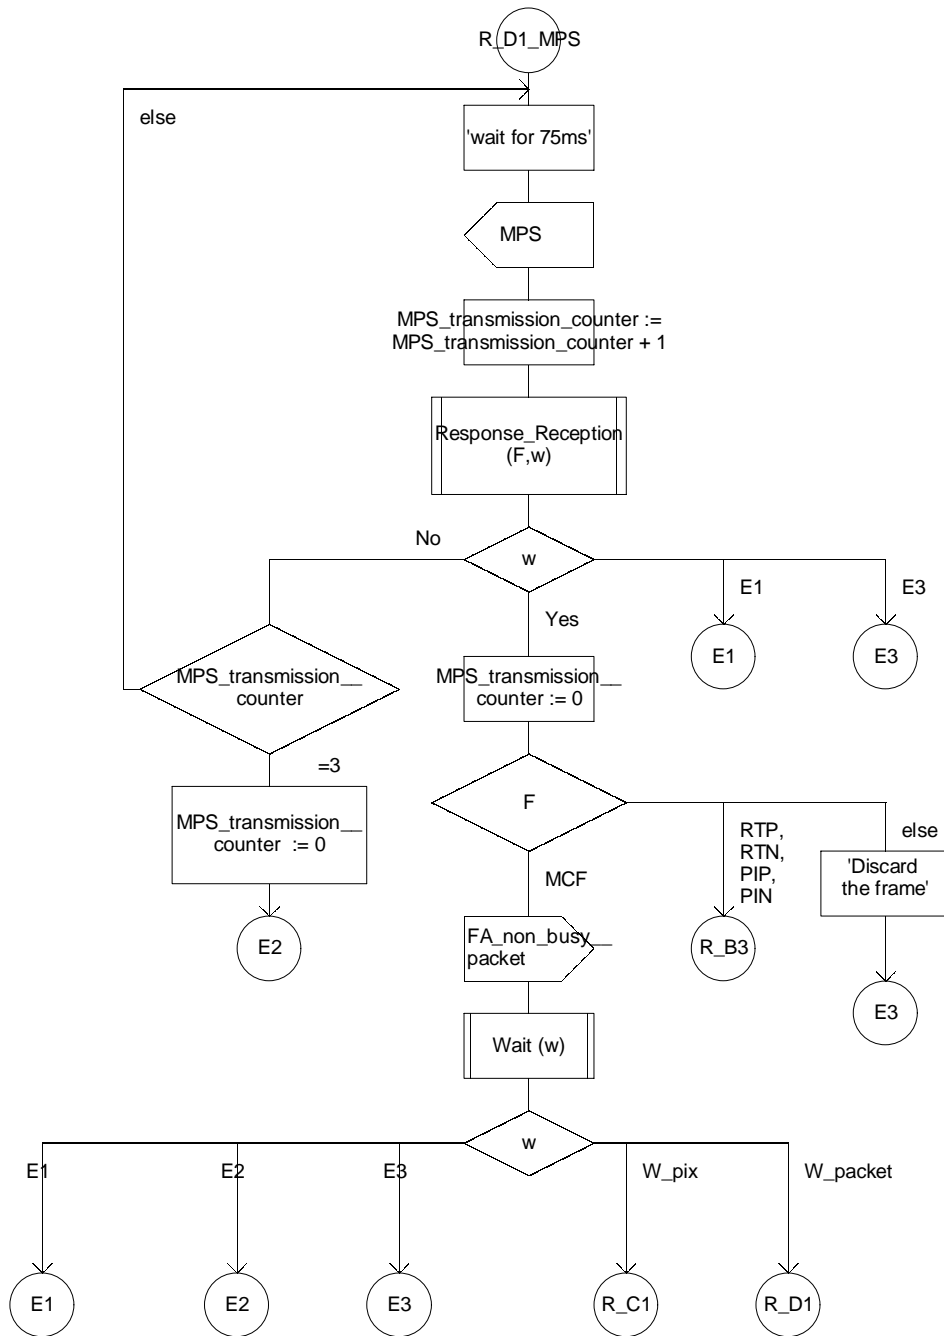 R_D1_MPS
else
'wait for 75ms'
MPS
MPS_transmission_counter :=
MPS_transmission_counter + 1
Response_Reception
(F,w)
No
w
E1
E3
Yes
E1
E3
MPS_transmission__
counter
MPS_transmission__
counter := 0
=3
F
MPS_transmission__
counter := 0
RTP,
RTN,
PIP,
PIN
else
'Discard
the frame'
MCF
E2
FA_non_busy__
packet
R_B3
E3
Wait (w)
w
E1
E2
E3
W_pix
W_packet
E1
E2
E3
R_C1
R_D1